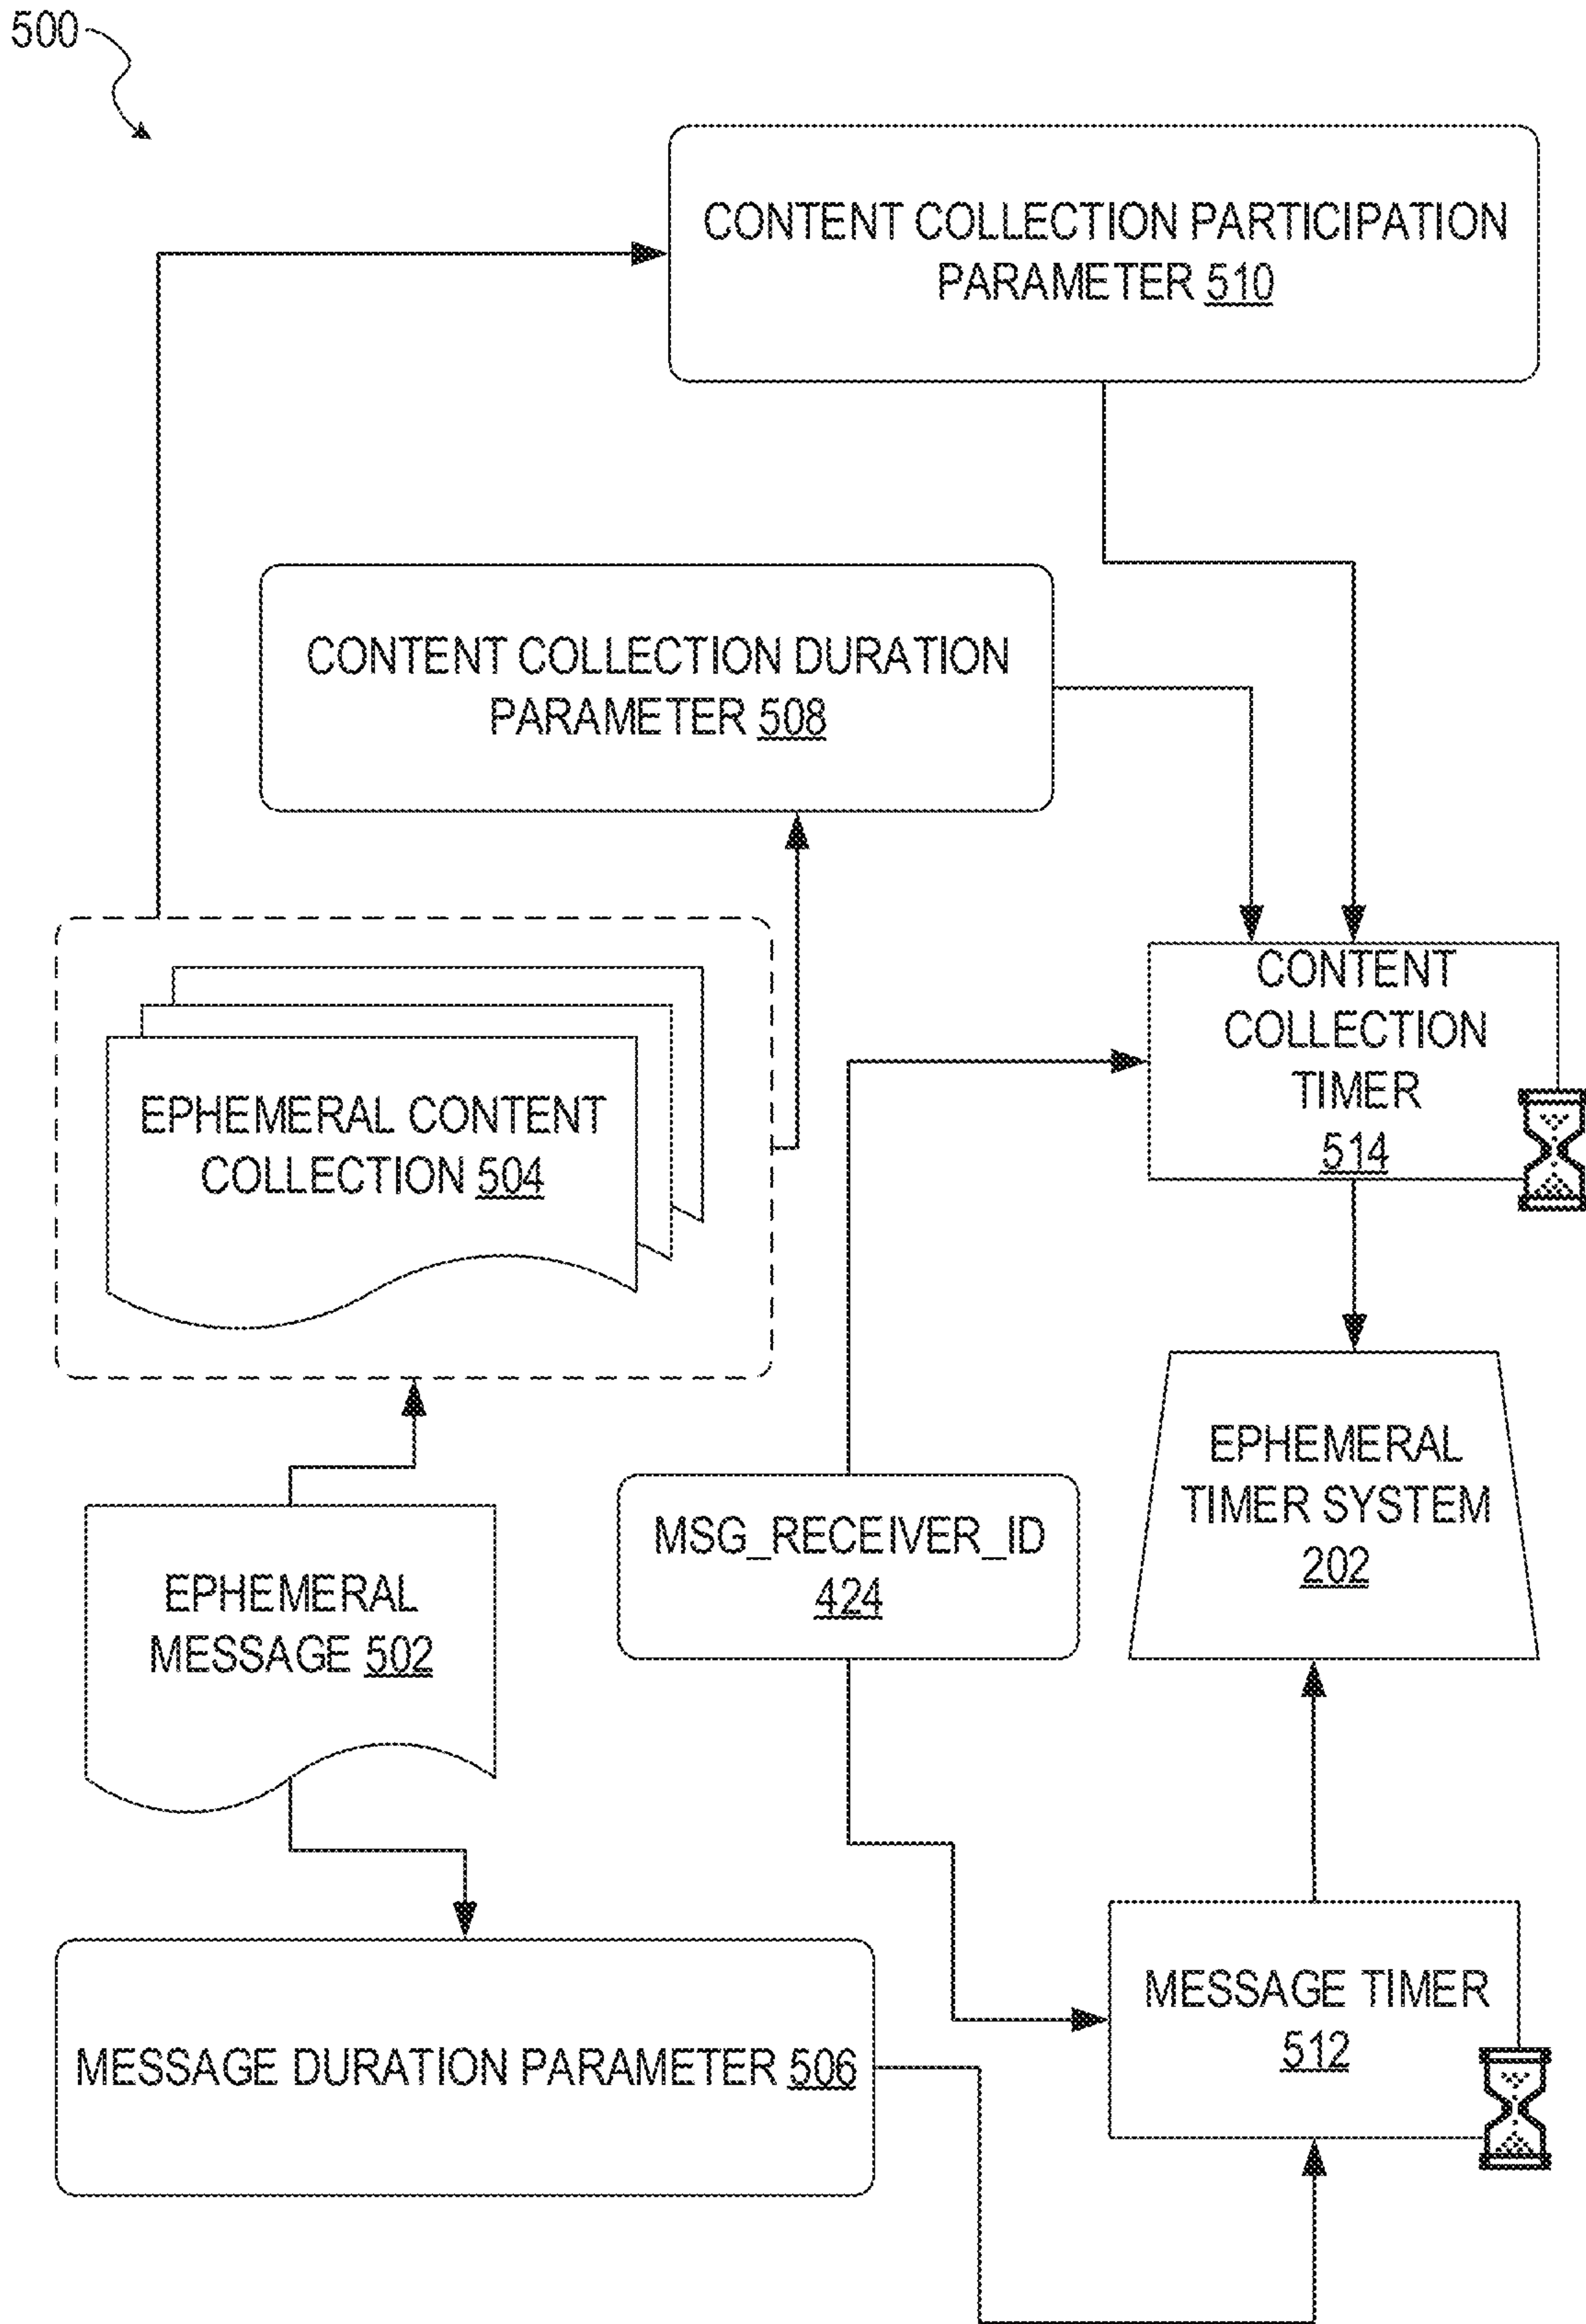 500
CONTENT COLLECTION PARTICIPATION
PARAMETER 510
CONTENT COLLECTION DURATION
PARAMETER 508
CONTENT
COLLECTION
TIMER
514
EPHEMERAL CONTENT
COLLECTION 504
EPHEMERAL
TIMER SYSTEM
202
MSG_RECEIVER_ID
424
EPHEMERAL
MESSAGE 502
MESSAGE TIMER
512
MESSAGE DURATION PARAMETER 506